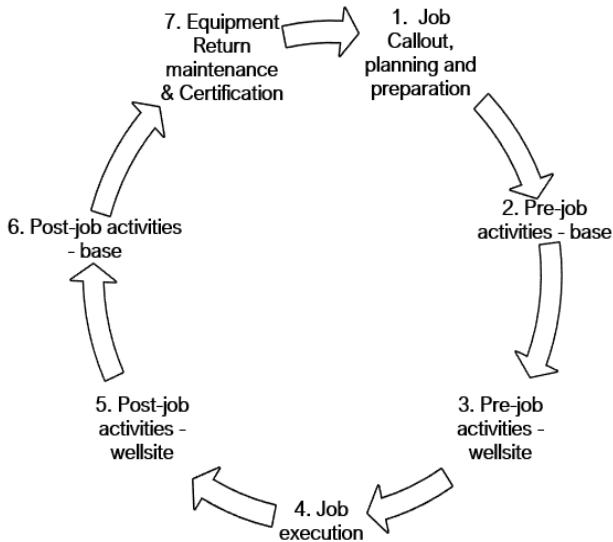 1. Job
Callout,
planning and
preparation
2. Pre-job
activities - base
3. Pre-job
activities -
wellsite
4. Job
execution
5. Post-job
activities -
wellsite
6. Post-job activities
- base
7. Equipment
Return
maintenance
& Certification